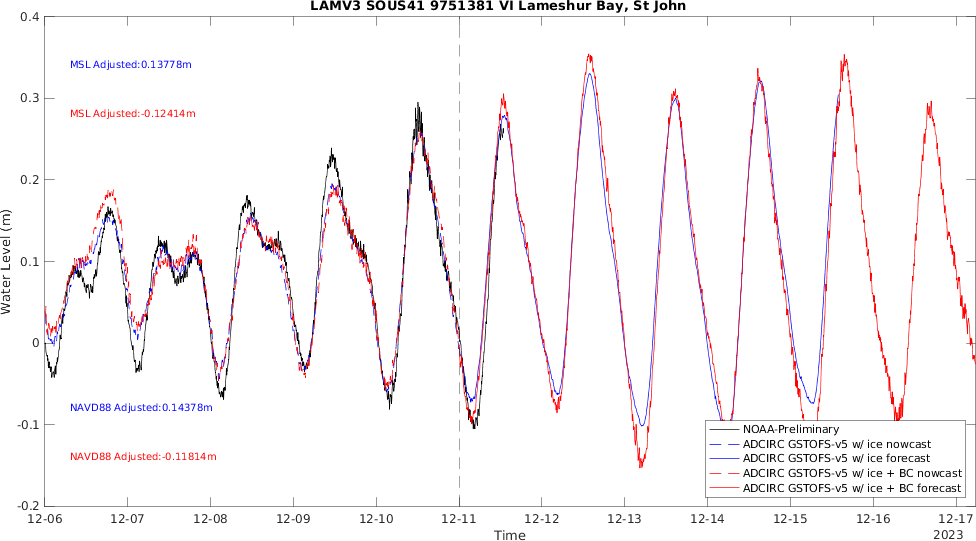 LAMV3 SOUS41 9751381 VI Lameshur Bay, St John
0.4
0.3
0.2
0.1
0
-0.1
-0.2
Water Level (m)
MSL Adjusted:0.13778m
MSL Adjusted:-0.12414m
NAVD88 Adjusted:0.14378m
NAVD88 Adjusted:-0.11814m
NOAA-Preliminary
ADCIRC GSTOFS-v5 w/ ice nowcast
ADCIRC GSTOFS-v5 w/ ice forecast
ADCIRC GSTOFS-v5 w/ ice + BC nowcast
ADCIRC GSTOFS-v5 w/ ice + BC forecast
12-06 12-07 12-08 12-09 12-10 12-11 12-12 12-13 12-14 12-15 12-16 12-17
Time
2023